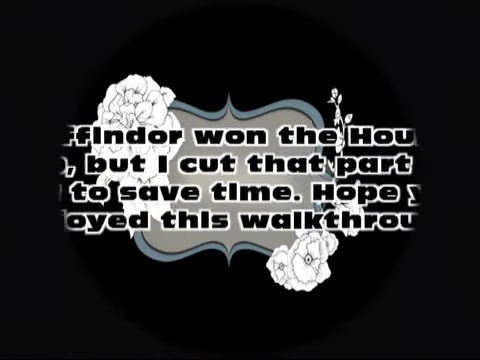 ffindor won the Hou
, but I cut that part
to save time. Hope y
oyed this walkthrou